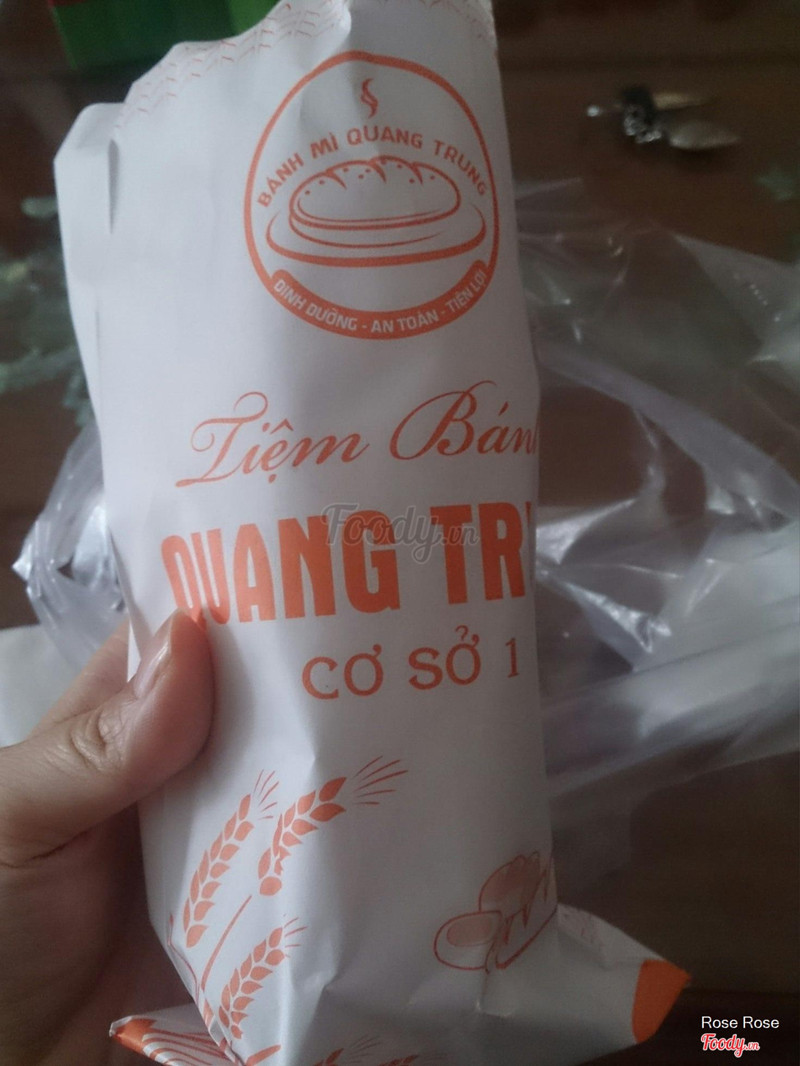 BÁNH MÌ QUANG TRUNG
DINH DƯỠNG - AN TOÀN - TIỆN LỢI
Tiệm Bánh
QUANG TR
CƠ SỞ 1
Foody.vn
Rose Rose
Foody.vn